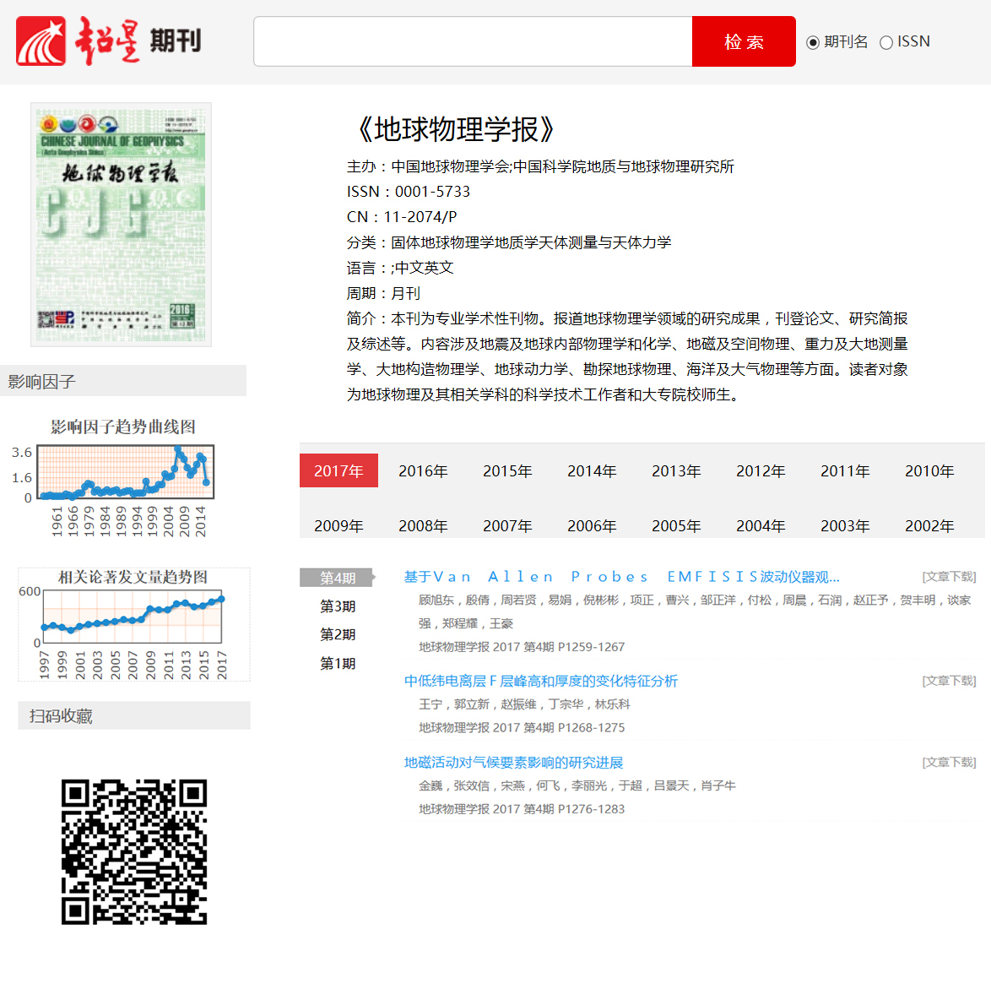 超星 期刊
检 索
期刊名
ISSN
CHINESE JOURNAL OF GEOPHYSICS
(Acta Geophysica Sinica)
地球物理学报
CJG
2016
《地球物理学报》
主办：中国地球物理学会;中国科学院地质与地球物理研究所
ISSN：0001-5733
CN：11-2074/P
分类：固体地球物理学地质学天体测量与天体力学
语言：;中文英文
周期：月刊
简介：本刊为专业学术性刊物。报道地球物理学领域的研究成果，刊登论文、研究简报
及综述等。内容涉及地震及地球内部物理学和化学、地磁及空间物理、重力及大地测量
学、大地构造物理学、地球动力学、勘探地球物理、海洋及大气物理等方面。读者对象
为地球物理及其相关学科的科学技术工作者和大专院校师生。
影响因子
影响因子趋势曲线图
3.6
1.6
0
1961 1966 1979 1984 1989 1994 1999 2004 2009 2014
相关论著发文量趋势图
600
0
1997 1999 2001 2003 2005 2007 2009 2011 2013 2015 2017
扫码收藏
2017年 2016年 2015年 2014年 2013年 2012年 2011年 2010年
2009年 2008年 2007年 2006年 2005年 2004年 2003年 2002年
第4期
第3期
第2期
第1期
基于Ｖａｎ　Ａｌｌｅｎ　Ｐｒｏｂｅｓ　ＥＭＦＩＳＩＳ波动仪器观... [文章下载]
顾旭东，殷倩，周若贤，易娟，倪彬彬，项正，曹兴，邹正洋，付松，周晨，石润，赵正予，贺丰明，谈家
强，郑程耀，王豪
地球物理学报 2017 第4期 P1259-1267
中低纬电离层Ｆ层峰高和厚度的变化特征分析 [文章下载]
王宁，郭立新，赵振维，丁宗华，林乐科
地球物理学报 2017 第4期 P1268-1275
地磁活动对气候要素影响的研究进展 [文章下载]
金巍，张效信，宋燕，何飞，李丽光，于超，吕景天，肖子牛
地球物理学报 2017 第4期 P1276-1283